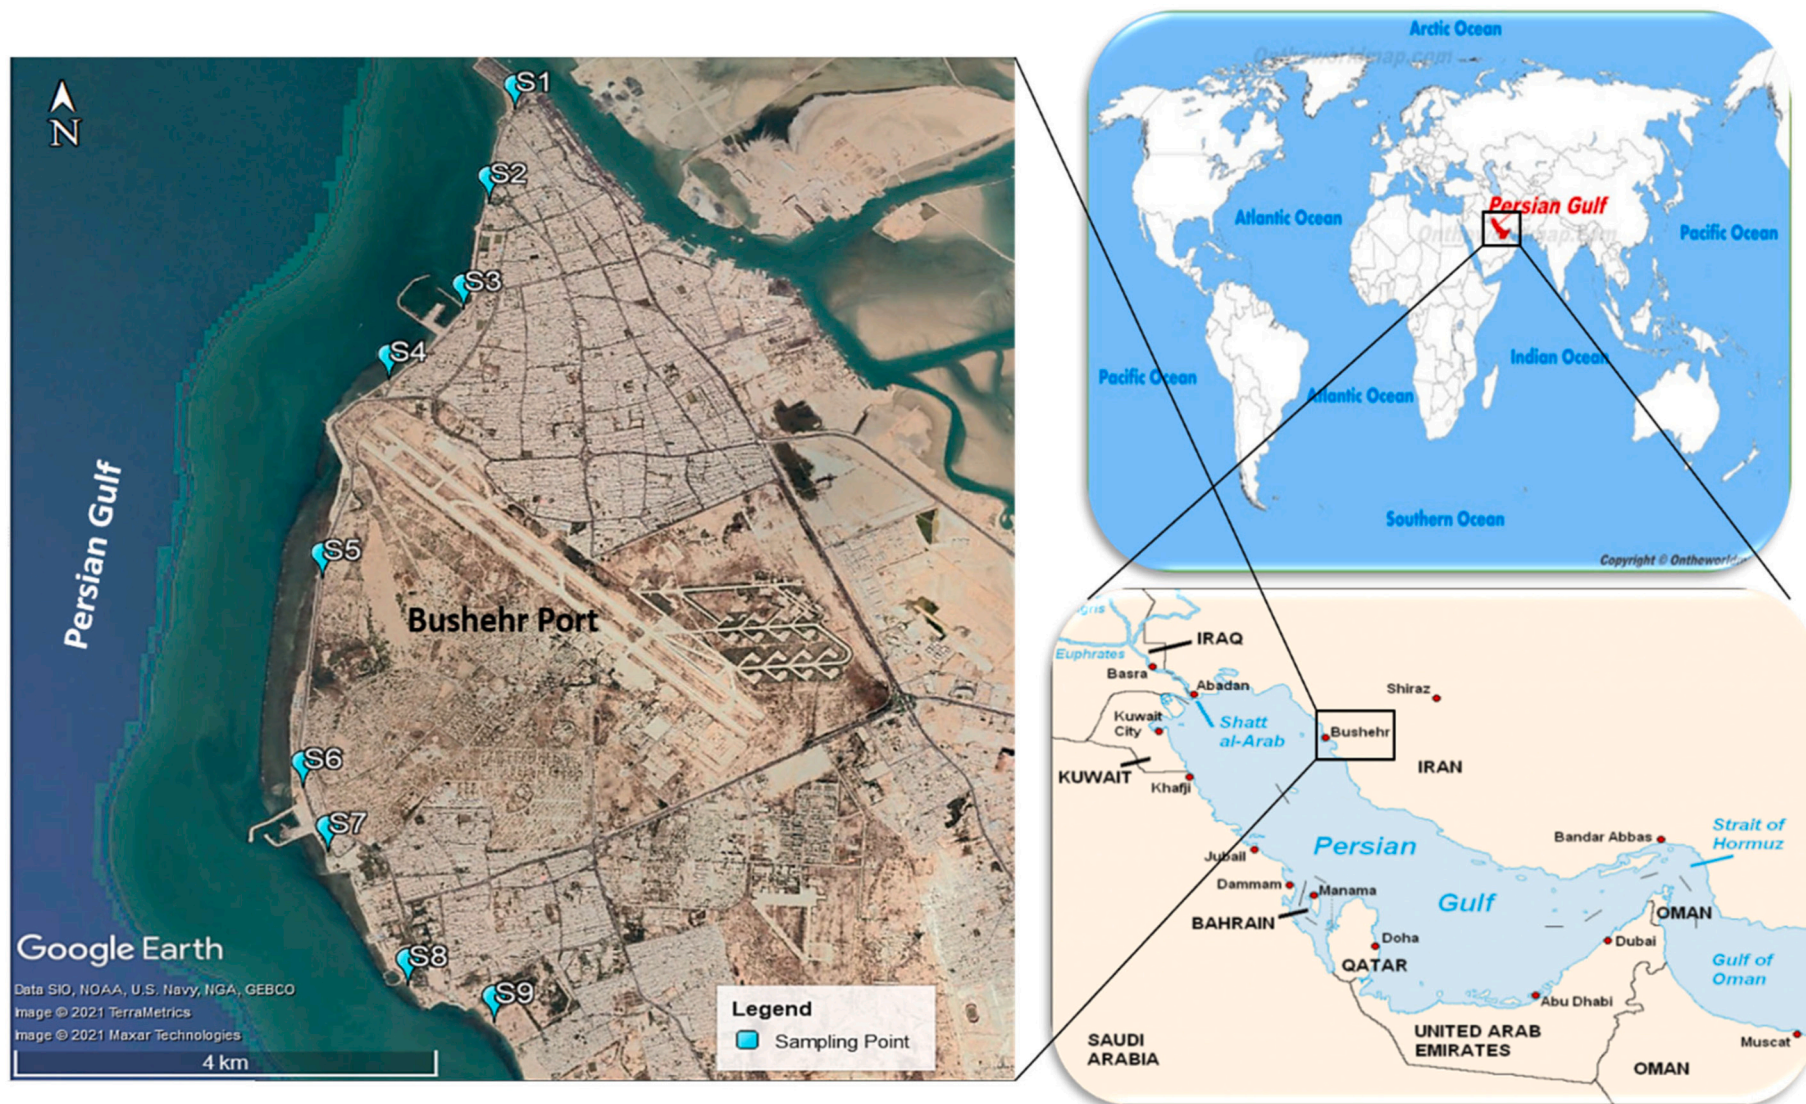 N
S1
S2
S3
S4
S5
S6
S7
S8
S9
Persian Gulf
Bushehr Port
Google Earth
Data SIO, NOAA, U.S. Navy, NGA, GEBCO
Image © 2021 TerraMetrics
Image © 2021 Maxar Technologies
4 km
Legend
Sampling Point
Arctic Ocean
Ontheworldmap.com
Persian Gulf
Atlantic Ocean
Pacific Ocean
Indian Ocean
Pacific Ocean
Atlantic Ocean
Southern Ocean
IRAQ
Euphrates
Basra
Abadan
Shiraz
Kuwait
City
Shatt
al-Arab
Bushehr
KUWAIT
IRAN
Khafji
Persian
Gulf
Bandar Abbas
Strait of
Hormuz
Jubail
Dammam
Manama
BAHRAIN
OMAN
Doha
Dubai
QATAR
Gulf of
Oman
Abu Dhabi
SAUDI
ARABIA
UNITED ARAB
EMIRATES
Muscat
OMAN
Copyright © Ontheworld